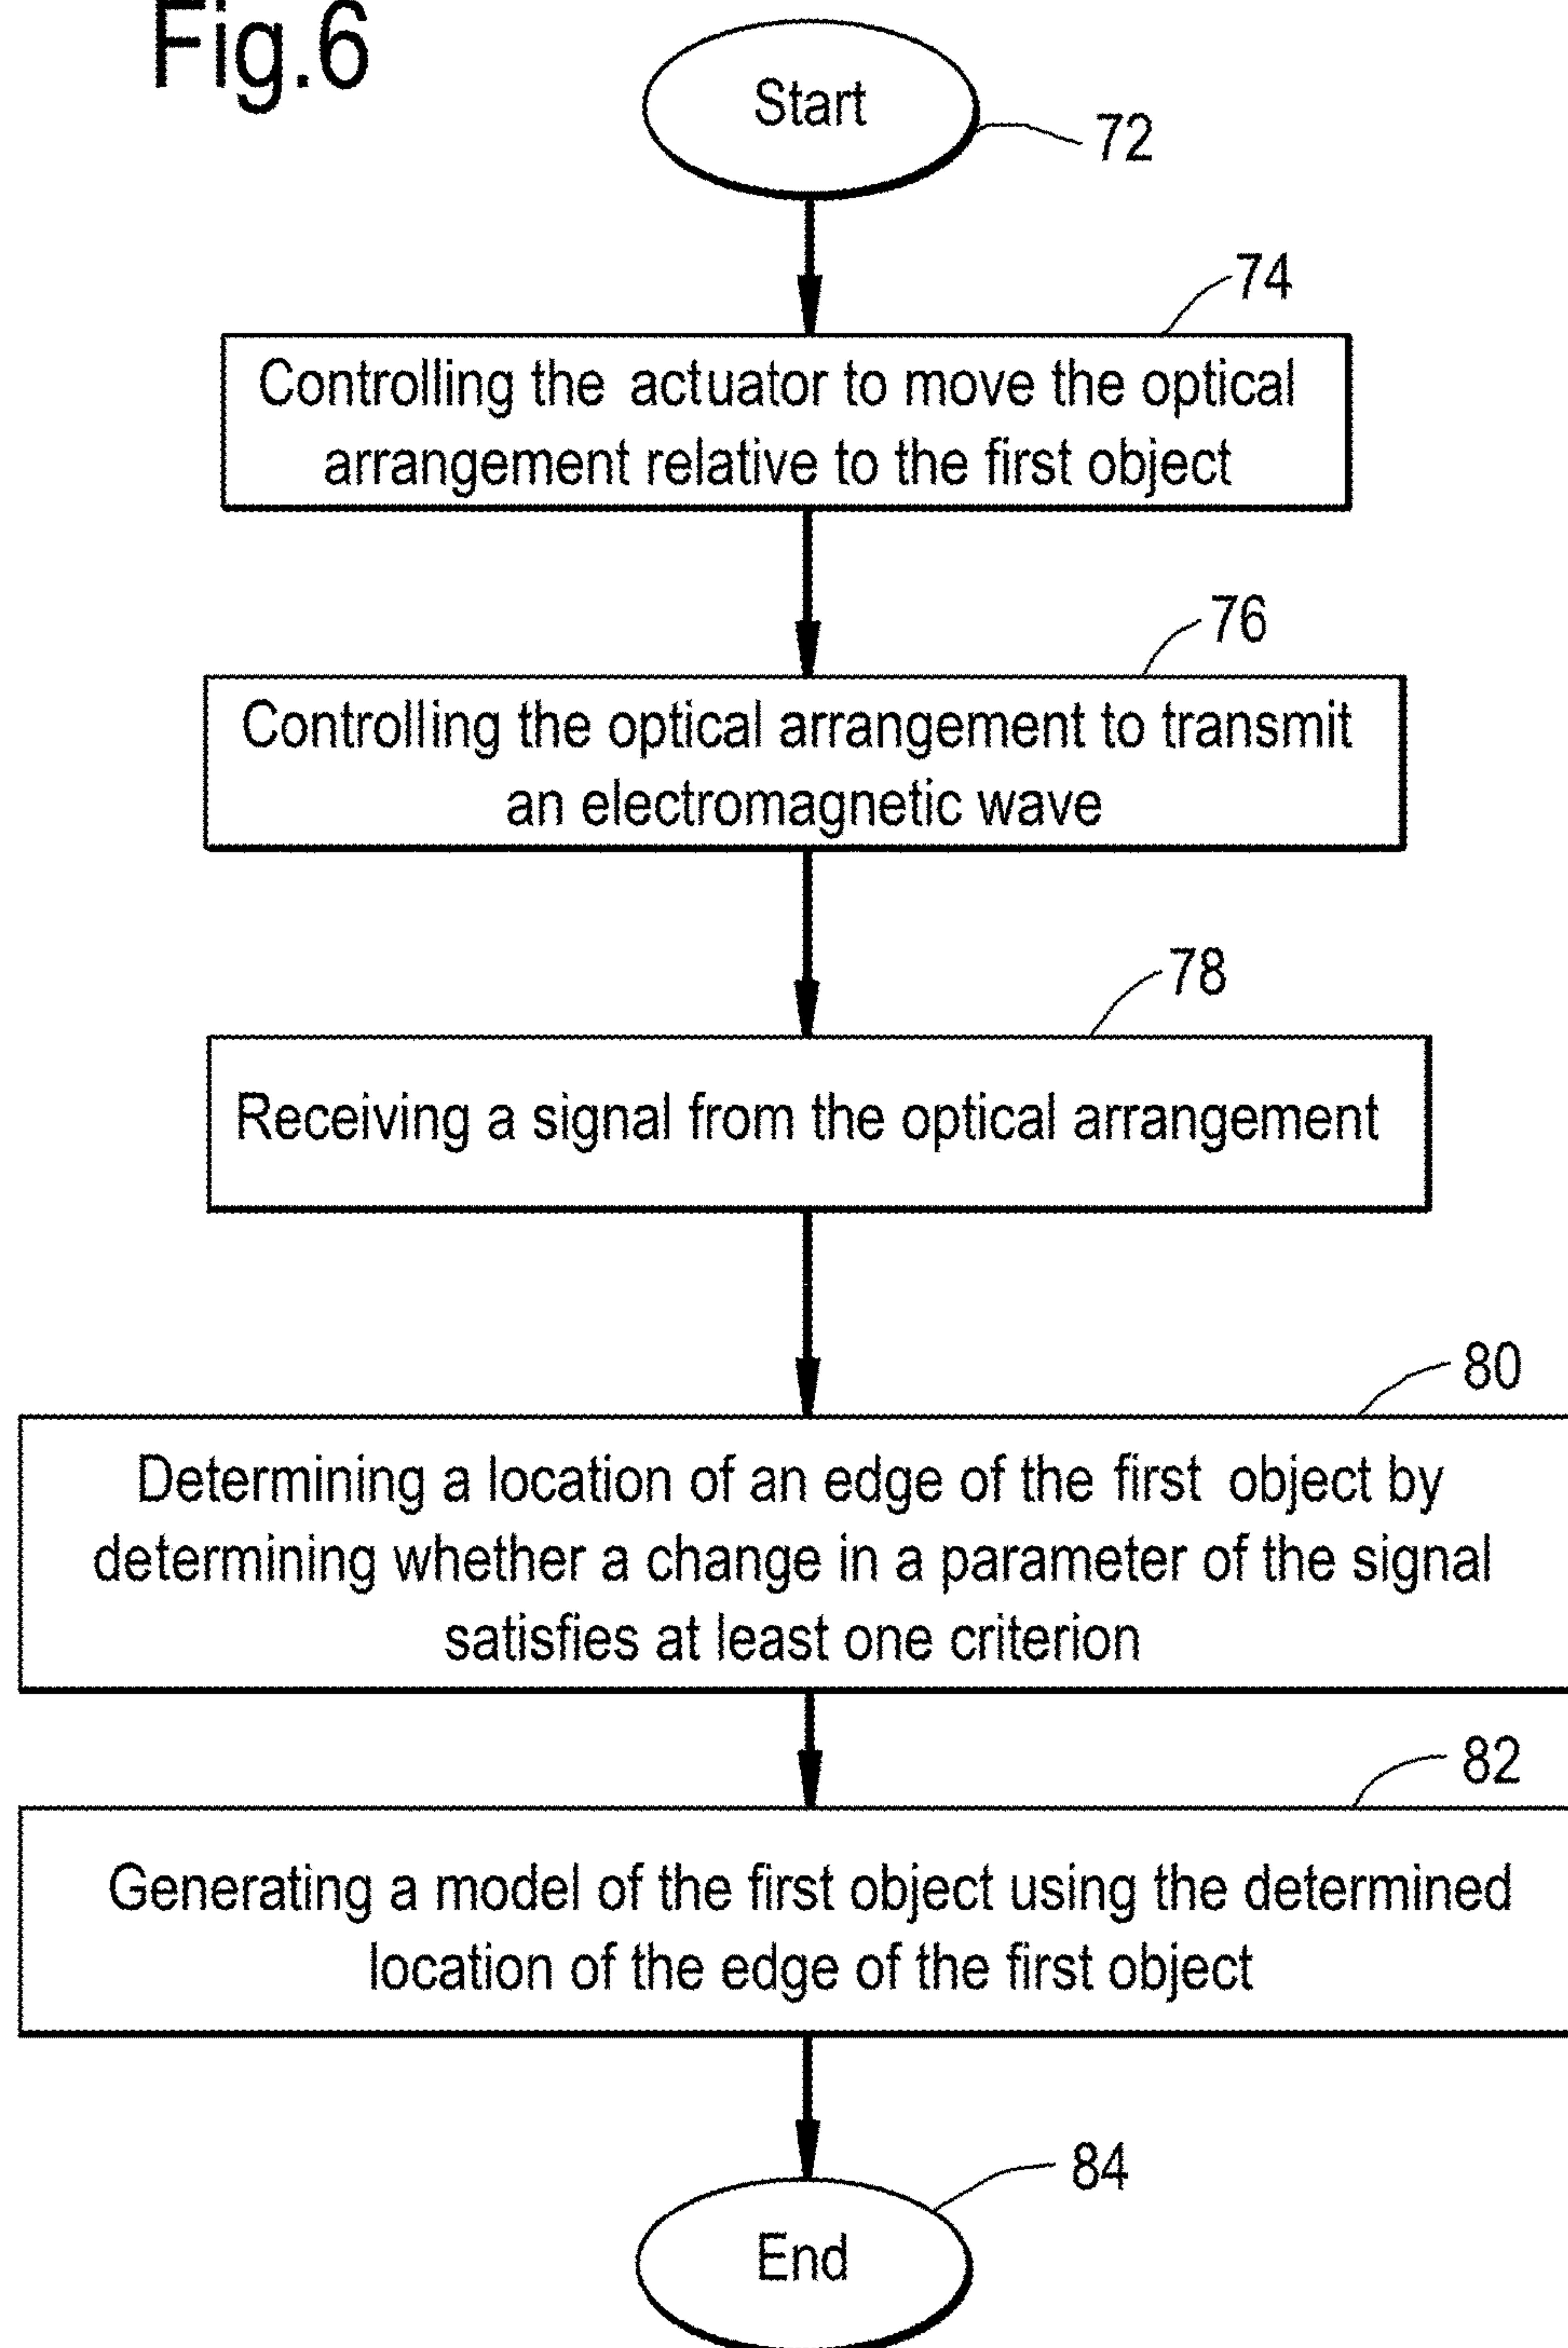 Fig.6
Start
72
74
Controlling the actuator to move the optical
arrangement relative to the first object
76
Controlling the optical arrangement to transmit
an electromagnetic wave
78
Receiving a signal from the optical arrangement
80
Determining a location of an edge of the first object by
determining whether a change in a parameter of the signal
satisfies at least one criterion
82
Generating a model of the first object using the determined
location of the edge of the first object
84
End